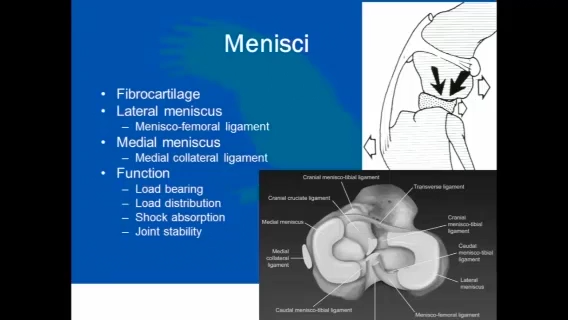 Menisci
• Fibrocartilage
• Lateral meniscus
– Menisco-femoral ligament
• Medial meniscus
– Medial collateral ligament
• Function
– Load bearing
– Load distribution
– Shock absorption
– Joint stability
Cranial menisco-tibial ligament
Transverse ligament
Cranial cruciate ligament
Medial meniscus
Cranial
menisco-tibial
ligament
Medial
collateral
ligament
Caudal
menisco-tibial
ligament
Lateral
meniscus
Caudal menisco-tibial ligament
Menisco-femoral ligament